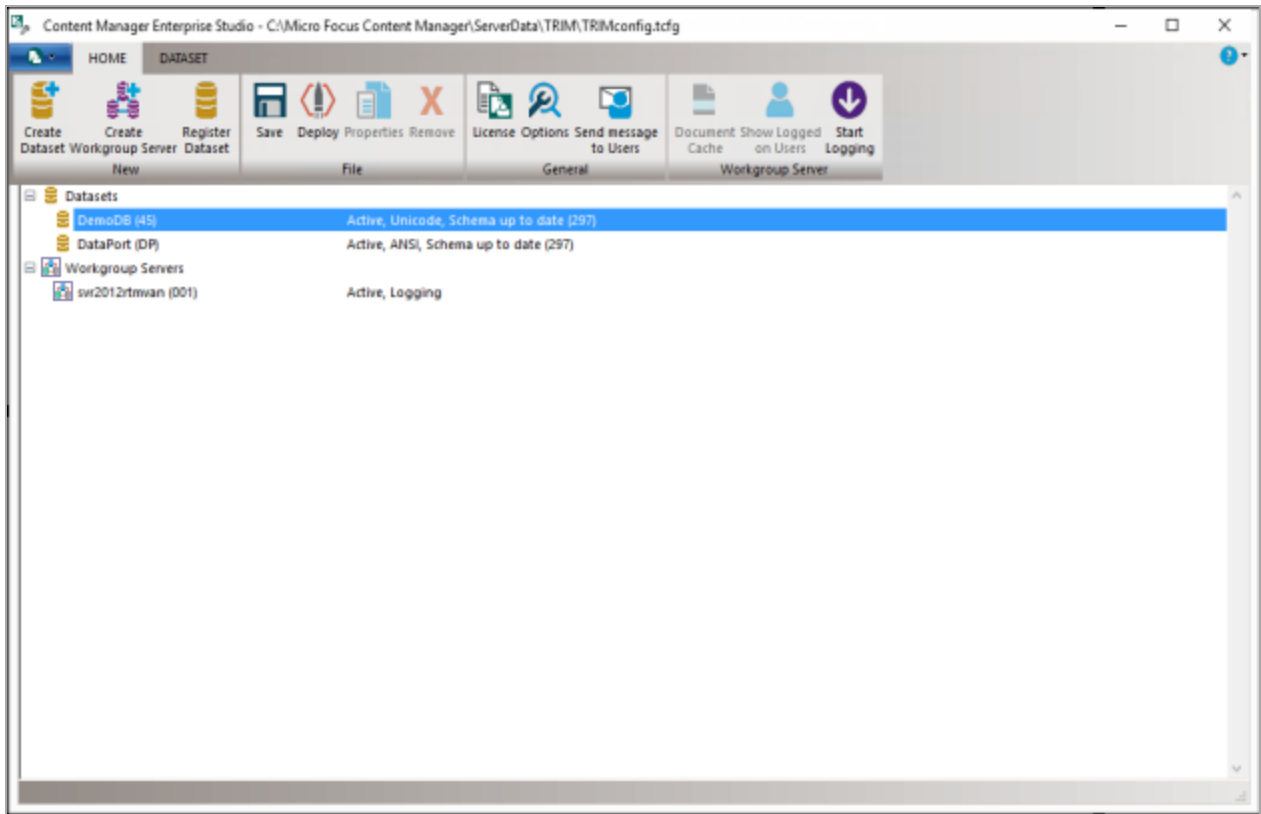 Content Manager Enterprise Studio - C:\Micro Focus Content Manager\ServerData\TRIM\TRIMconfig.tcfg
HOME DATASET
Create Dataset
Create Workgroup Server
Register Dataset
New
Save
Deploy
Properties
Remove
File
License
Options
Send message to Users
General
Document Cache
Show Logged on Users
Start Logging
Workgroup Server
Datasets
DemoDB (45) Active, Unicode, Schema up to date (297)
DataPort (DP) Active, ANSI, Schema up to date (297)
Workgroup Servers
svr2012rtmvan (001) Active, Logging